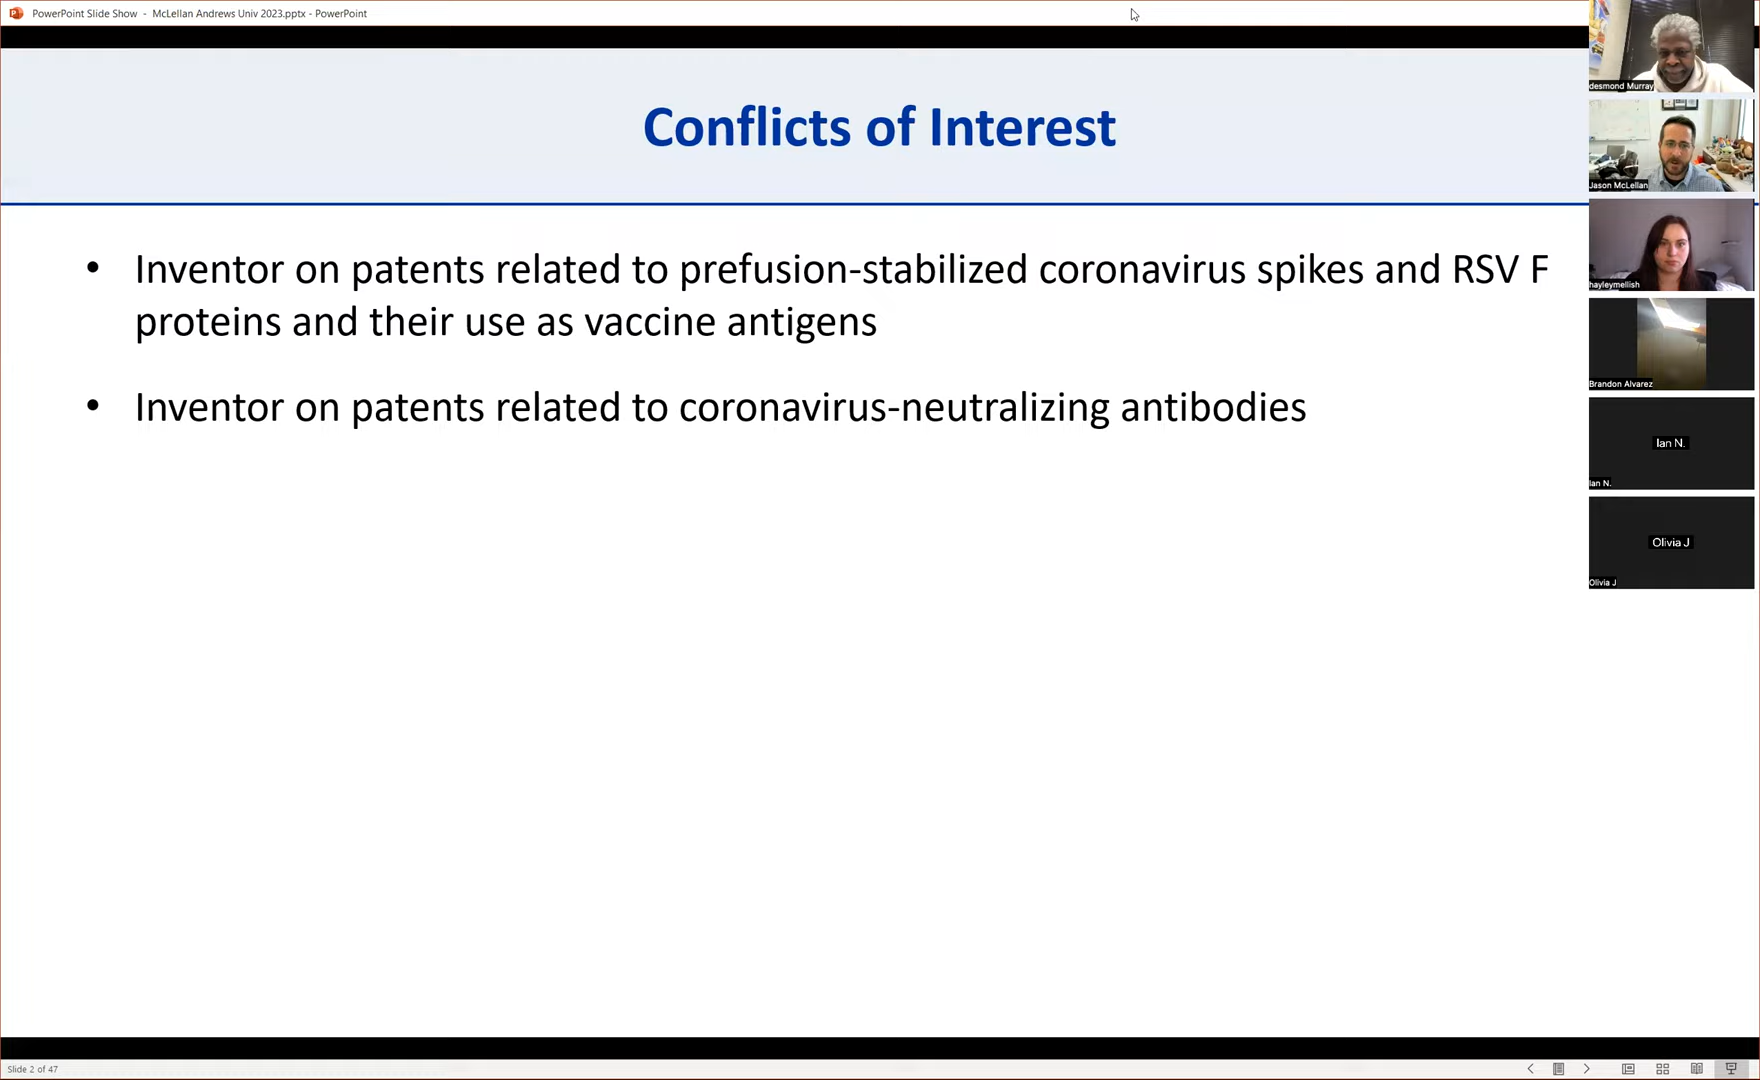 PowerPoint Slide Show - McLellan Andrews Univ 2023.pptx - PowerPoint
Conflicts of Interest
• Inventor on patents related to prefusion-stabilized coronavirus spikes and RSV F
proteins and their use as vaccine antigens
• Inventor on patents related to coronavirus-neutralizing antibodies
desmond Murray
Jason McLellan
hayleymellish
Brandon Alvarez
Ian N.
Ian N.
Olivia J
Olivia J
Slide 2 of 47